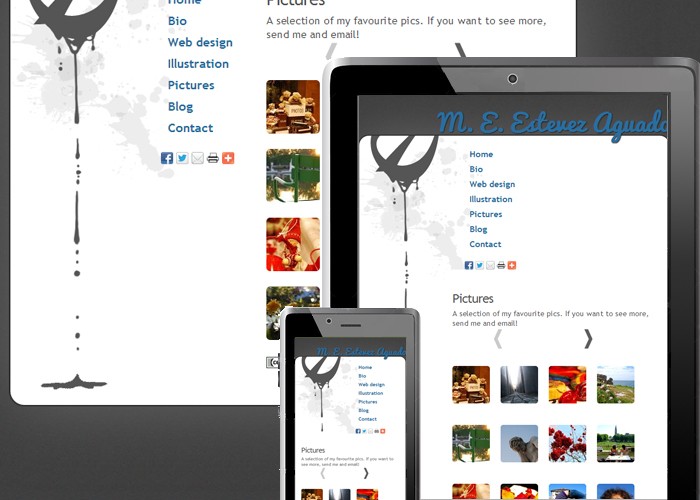 Home
Bio
Web design
Illustration
Pictures
Blog
Contact
Pictures
A selection of my favourite pics. If you want to see more,
send me and email!
M. E. Estevez Aguado
Home
Bio
Web design
Illustration
Pictures
Blog
Contact
Pictures
A selection of my favourite pics. If you want to see more,
send me and email!
M. E. Estevez Aguado
Home
Bio
Web design
Illustration
Pictures
Blog
Contact
Pictures
A selection of my favourite pics. If you want to see more,
send me and email!